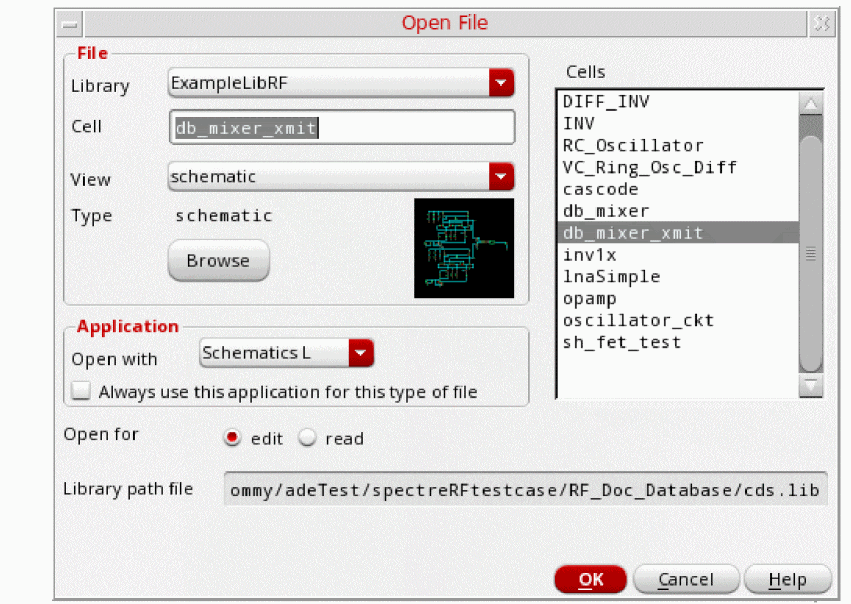 Open File
File
Library ExampleLibRF
Cell db_mixer_xmit
View schematic
Type schematic
Browse
Application
Open with Schematics L
Always use this application for this type of file
Cells
DIFF_INV
INV
RC_Oscillator
VC_Ring_Osc_Diff
cascode
db_mixer
db_mixer_xmit
inv1x
lnaSimple
opamp
oscillator_ckt
sh_fet_test
Open for edit read
Library path file ommy/adeTest/spectreRFtestcase/RF_Doc_Database/cds.lib
OK Cancel Help